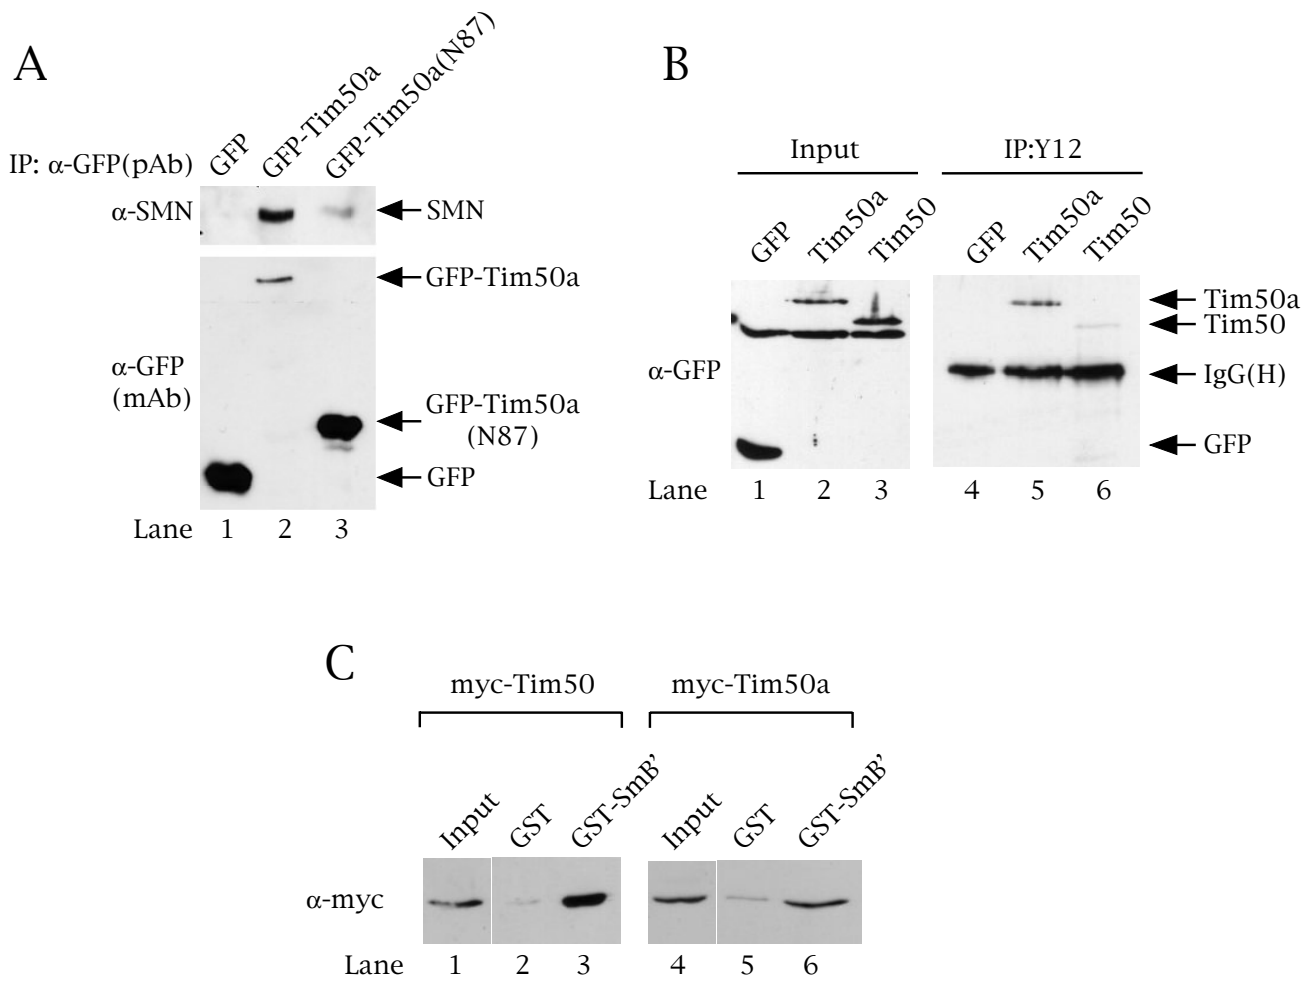 A
GFP
GFP-Tim50a
GFP-Tim50a(N87)
IP: α-GFP(pAb)
α-SMN
SMN
GFP-Tim50a
α-GFP
(mAb)
GFP-Tim50a
(N87)
GFP
Lane 1 2 3
B
Input
IP:Y12
GFP
Tim50a
Tim50
GFP
Tim50a
Tim50
Tim50a
Tim50
α-GFP
IgG(H)
GFP
Lane 1 2 3 4 5 6
C
myc-Tim50
myc-Tim50a
Input
GST
GST-SmB'
Input
GST
GST-SmB'
α-myc
Lane 1 2 3 4 5 6